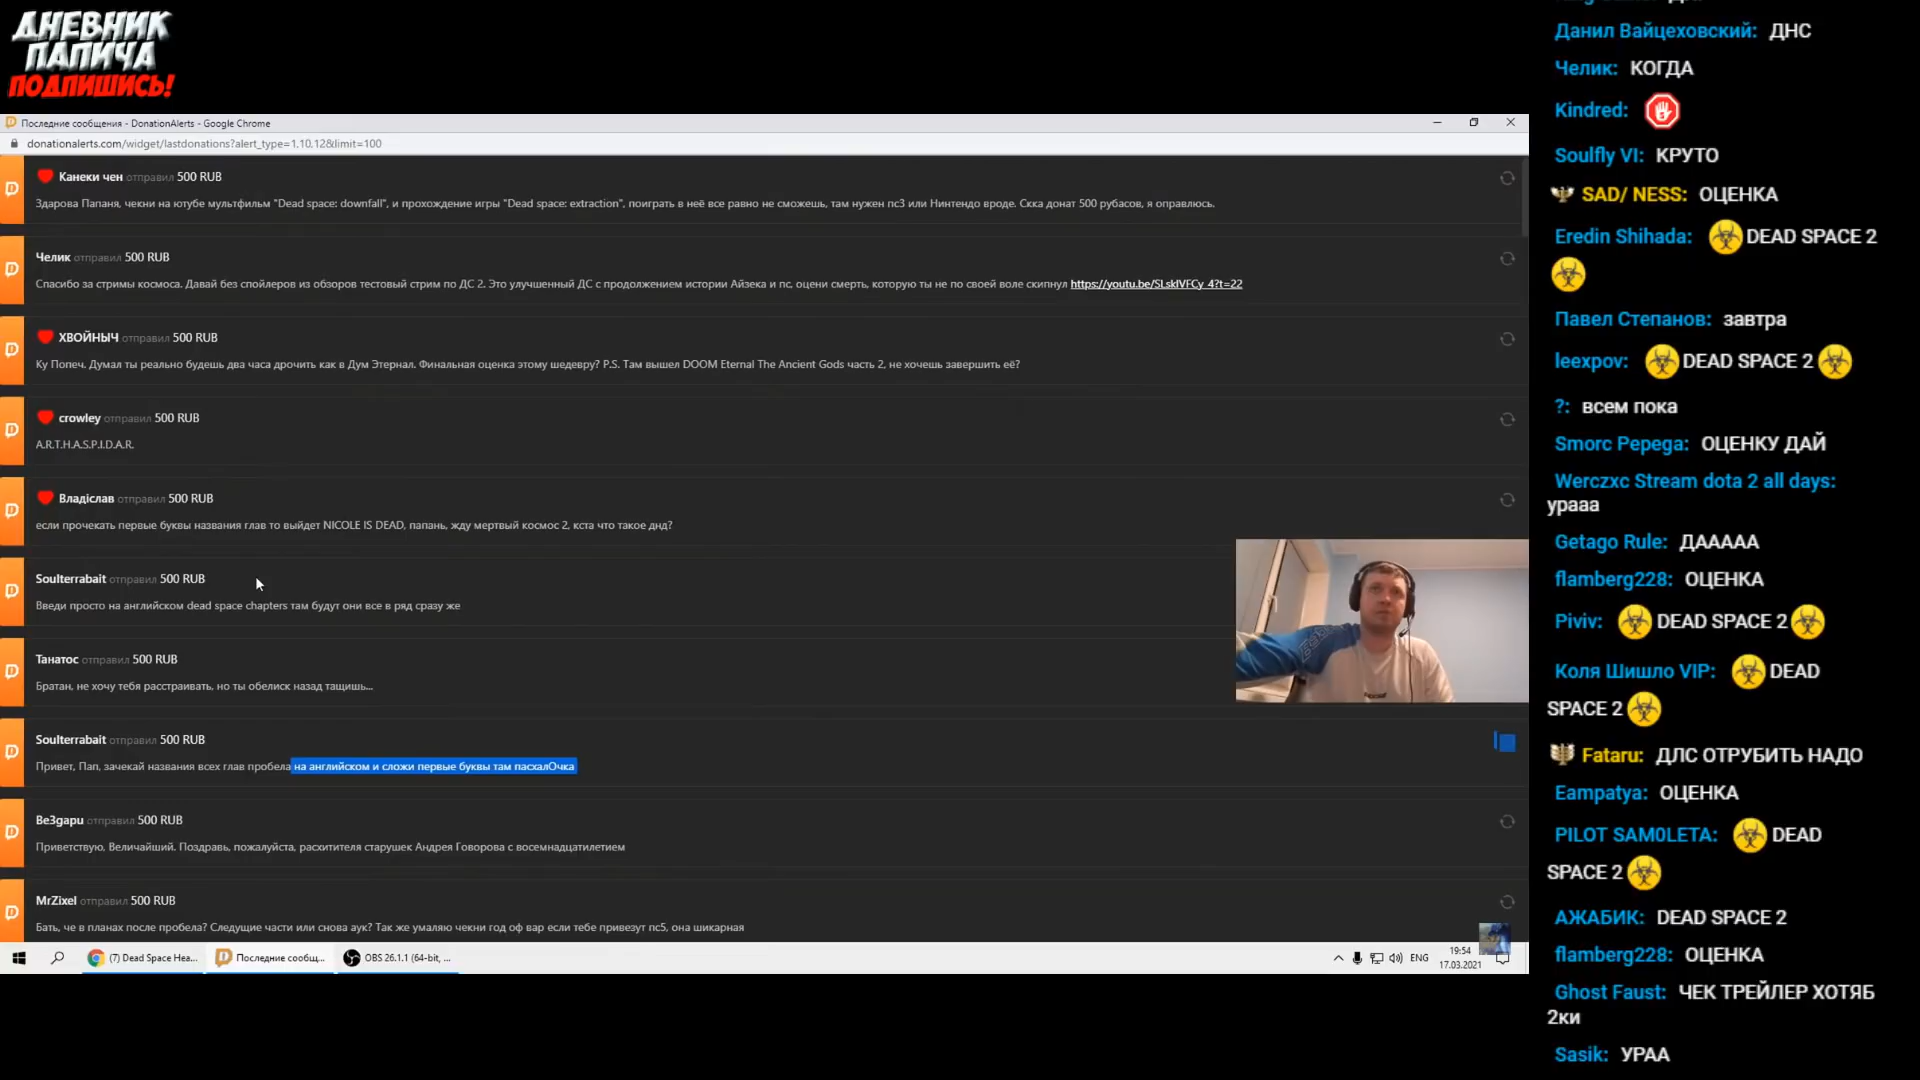 ДНЕВНИК
ПАПИЧА
ПОДПИШИСЬ!
Последние сообщения - DonationAlerts - Google Chrome
donationalerts.com/widget/lastdonations?alert_type=1,10,12&limit=100
Канеки чен отправил 500 RUB
Здарова Папаня, чекни на ютубе мультфильм "Dead space: downfall", и прохождение игры "Dead space: extraction", поиграть в неё все равно не сможешь, там нужен пс3 или Нинтендо вроде. Скка донат 500 рубасов, я оправлюсь.
Челик отправил 500 RUB
Спасибо за стримы космоса. Давай без спойлеров из обзоров тестовый стрим по ДС 2. Это улучшенный ДС с продолжением истории Айзека и пс, оцени смерть, которую ты не по своей воле скипнул https://youtu.be/SLsklVFCy_4?t=22
ХВОЙНЫЧ отправил 500 RUB
Ку Попеч. Думал ты реально будешь два часа дрочить как в Дум Этернал. Финальная оценка этому шедевру? P.S. Там вышел DOOM Eternal The Ancient Gods часть 2, не хочешь завершить её?
crowley отправил 500 RUB
A.R.T.H.A.S.P.I.D.A.R.
Владіслав отправил 500 RUB
если прочекать первые буквы названия глав то выйдет NICOLE IS DEAD, папань, жду мертвый космос 2, кста что такое днд?
Soulterrabait отправил 500 RUB
Введи просто на английском dead space chapters там будут они все в ряд сразу же
Танатос отправил 500 RUB
Братан, не хочу тебя расстраивать, но ты обелиск назад тащишь...
Soulterrabait отправил 500 RUB
Привет, Пап, зачекай названия всех глав пробела на английском и сложи первые буквы там пасхалОчка
Ве3дари отправил 500 RUB
Приветствую, Величайший. Поздравь, пожалуйста, расхитителя старушек Андрея Говорова с восемнадцатилетием
MrZixel отправил 500 RUB
Бать, че в планах после пробела? Следущие части или снова аук? Так же умаляю чекни год оф вар если тебе привезут пс5, она шикарная
(7) Dead Space Hea...
Последние сообщ...
OBS 26.1.1 (64-bit, ...
ENG
19:54
17.03.2021
Данил Вайцеховский: ДНС
Челик: КОГДА
Kindred:
Soulfly VI: КРУТО
SAD/ NESS: ОЦЕНКА
Eredin Shihada: DEAD SPACE 2
Павел Степанов: завтра
leexpov: DEAD SPACE 2
?: всем пока
Smorc Pepega: ОЦЕНКУ ДАЙ
Werczxc Stream dota 2 all days:
урааа
Getago Rule: ДААААА
flamberg228: ОЦЕНКА
Piviv: DEAD SPACE 2
Коля Шишло VIP: DEAD
SPACE 2
Fataru: ДЛС ОТРУБИТЬ НАДО
Eampatya: ОЦЕНКА
PILOT SAM0LETA: DEAD
SPACE 2
АЖАБИК: DEAD SPACE 2
flamberg228: ОЦЕНКА
Ghost Faust: ЧЕК ТРЕЙЛЕР ХОТЯБ
2ки
Sasik: УРАА